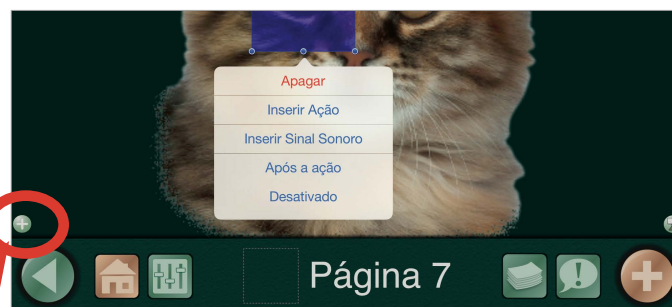 Apagar
Inserir Ação
Inserir Sinal Sonoro
Após a ação
Desativado
Página 7